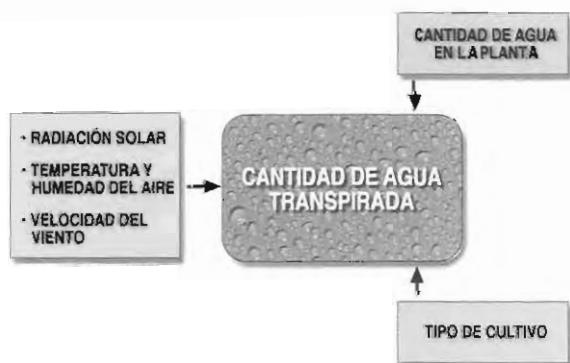 CANTIDAD DE AGUA
EN LA PLANTA
· RADIACIÓN SOLAR
· TEMPERATURA Y
HUMEDAD DEL AIRE
· VELOCIDAD DEL
VIENTO
CANTIDAD DE AGUA
TRANSPIRADA
TIPO DE CULTIVO